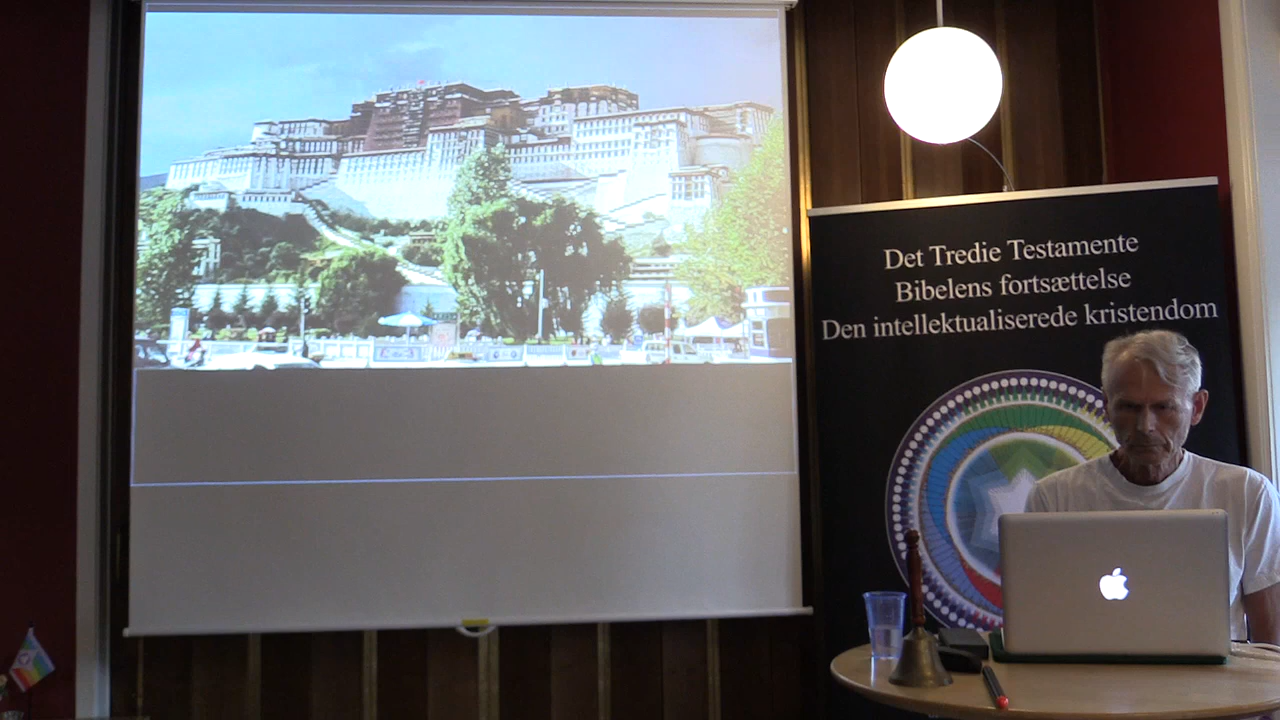 Det Tredie Testamente
Bibelens fortsættelse
Den intellektualiserede kristendom